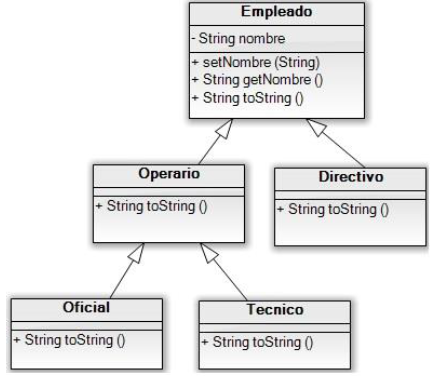 Empleado
- String nombre
+ setNombre (String)
+ String getNombre ()
+ String toString ()
Operario
+ String toString ()
Directivo
+ String toString ()
Oficial
+ String toString ()
Tecnico
+ String toString ()